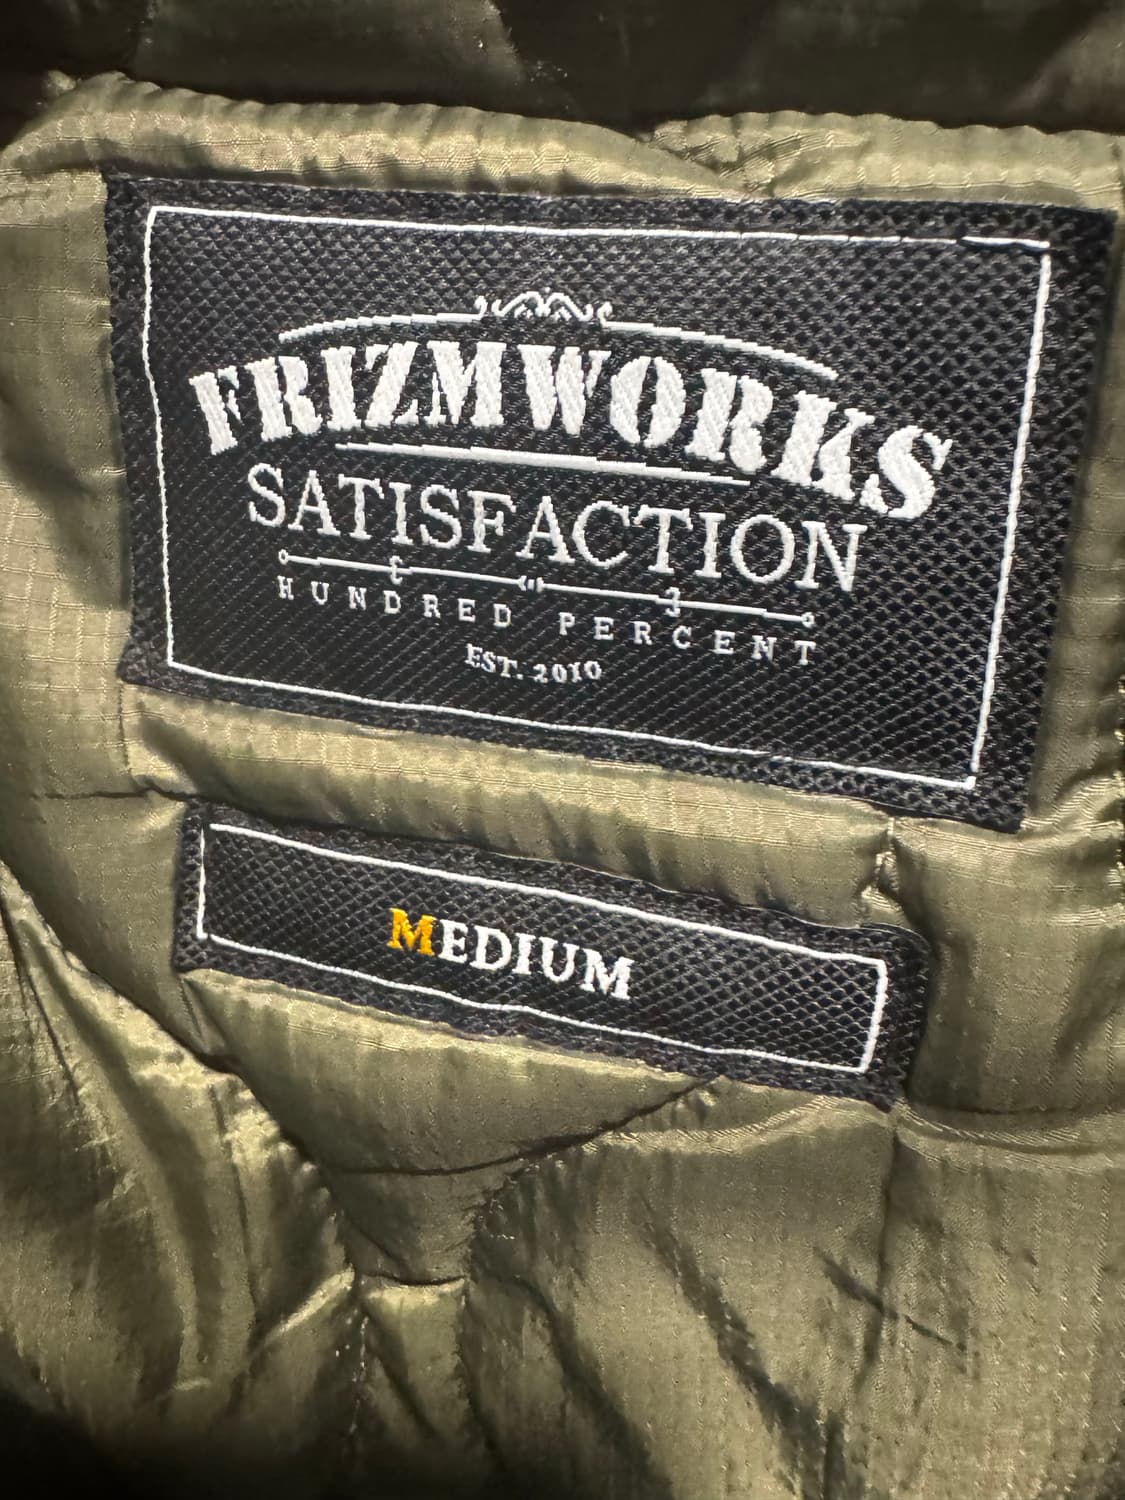 FRIZMWORKS
SATISFACTION
HUNDRED PERCENT
EST. 2010
MEDIUM